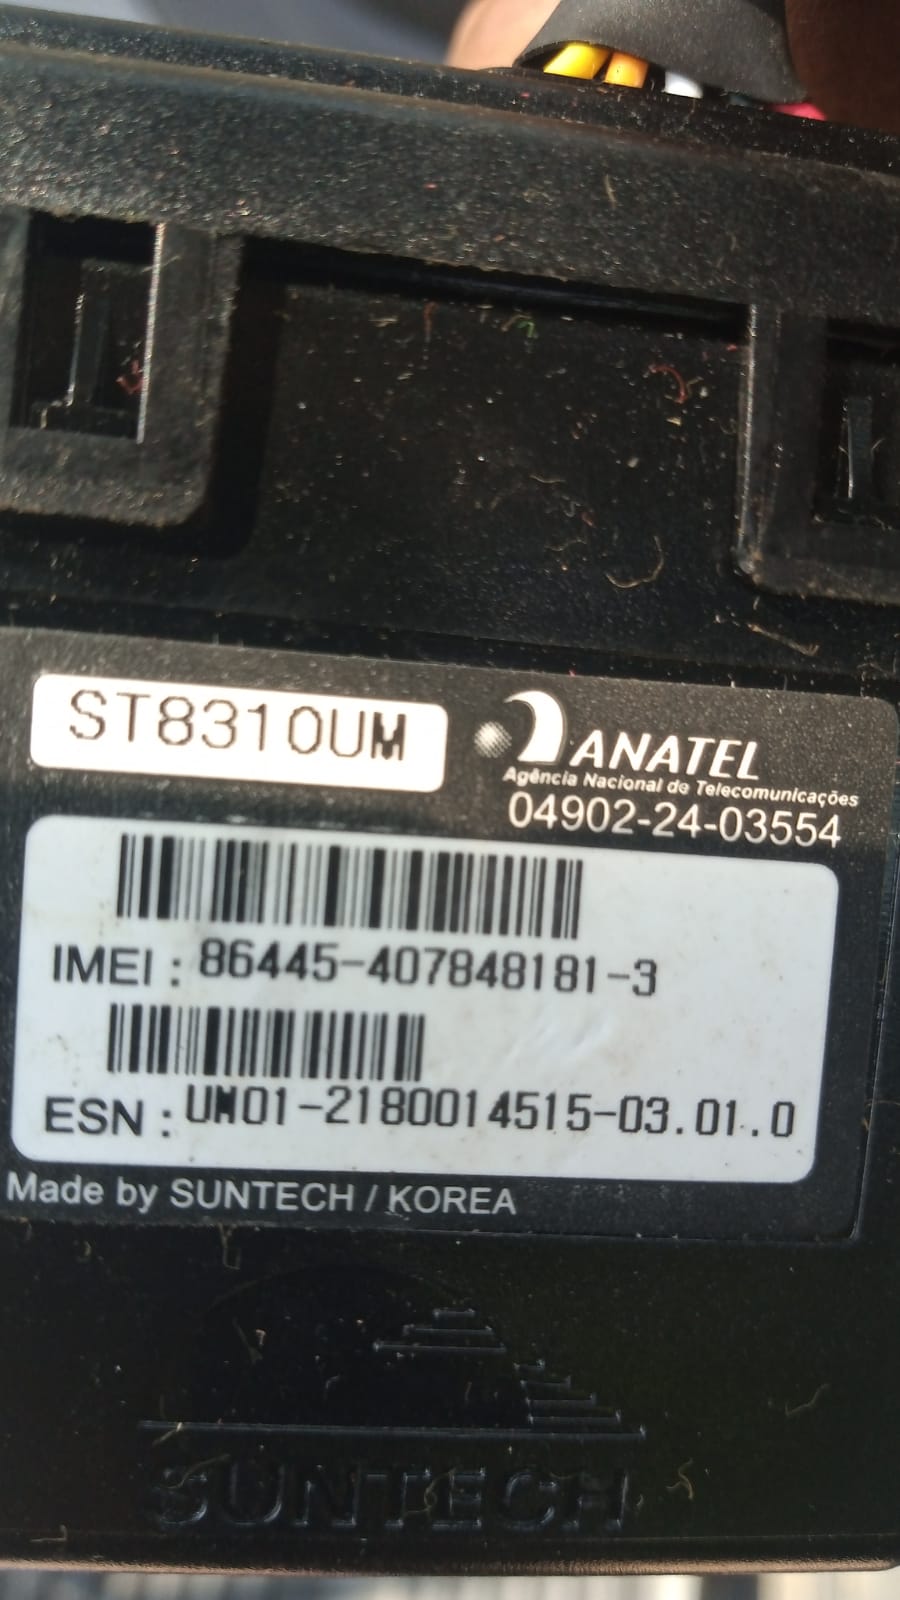 ST8310UM
ANATEL
Agência Nacional de Telecomunicações
04902-24-03554
IMEI : 86445-407848181-3
ESN : UM01-2180014515-03.01.0
Made by SUNTECH / KOREA
SUNTECH